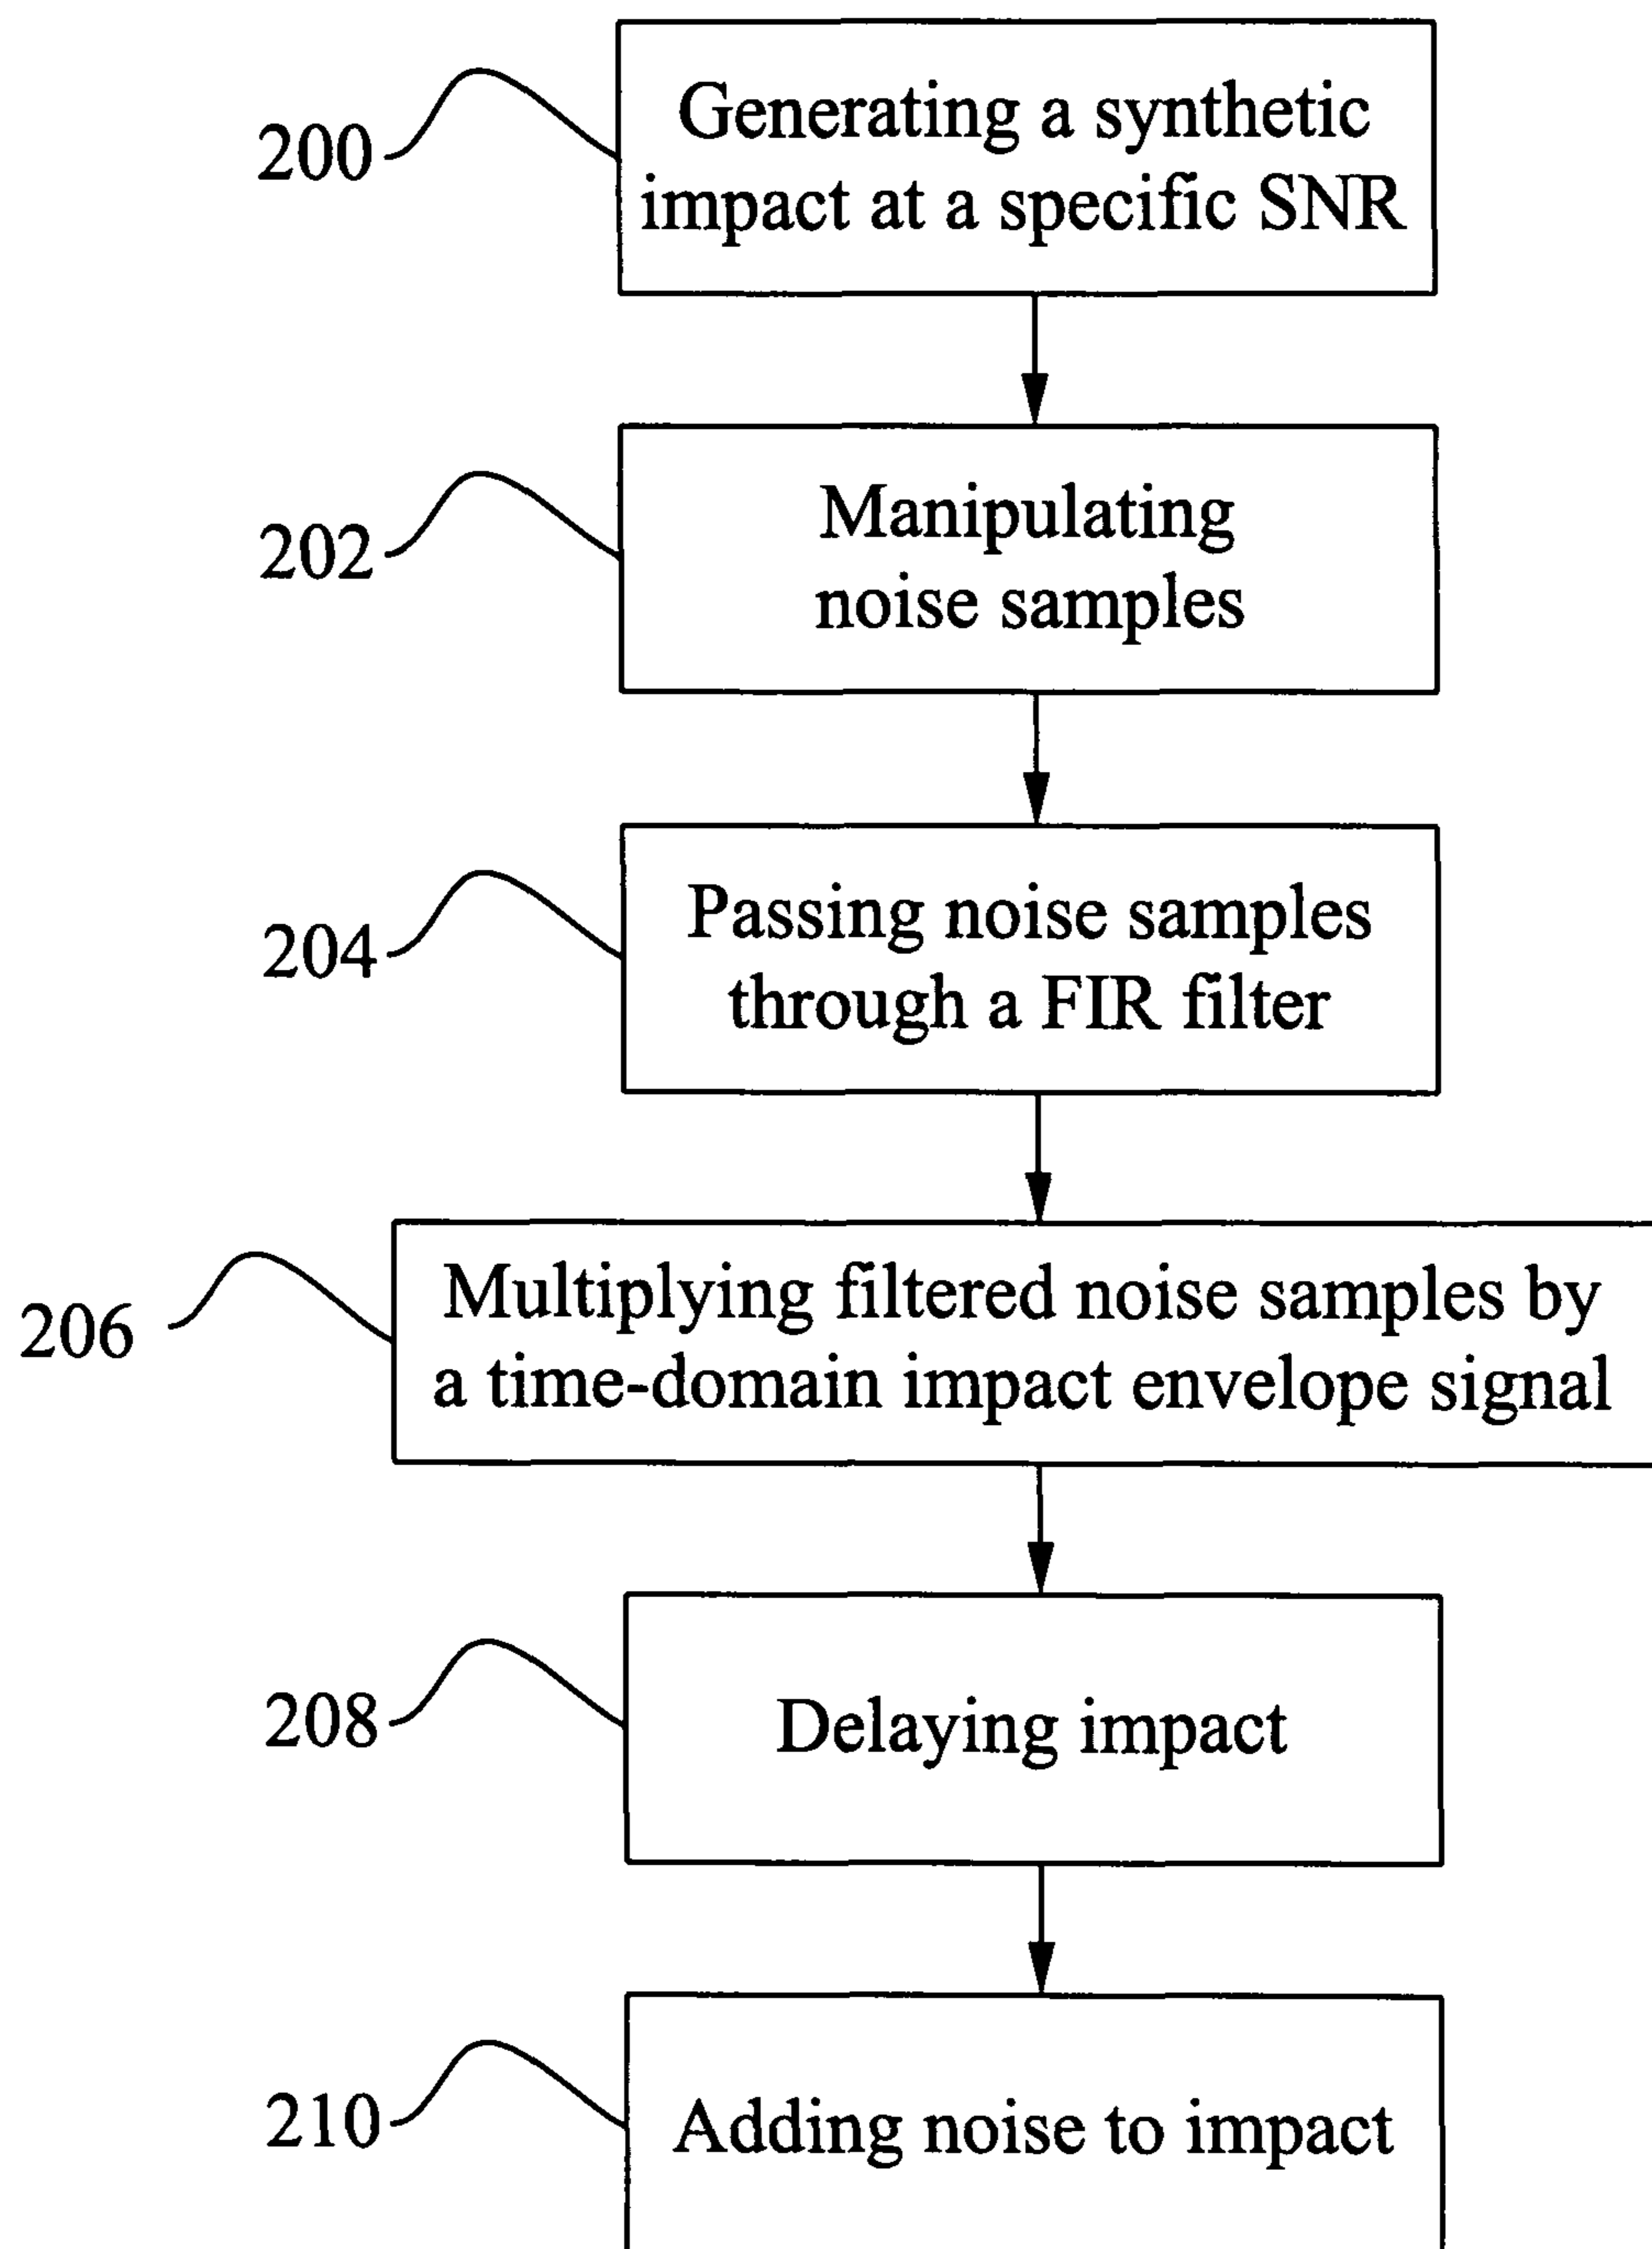 200
Generating a synthetic
impact at a specific SNR
202
Manipulating
noise samples
204
Passing noise samples
through a FIR filter
206
Multiplying filtered noise samples by
a time-domain impact envelope signal
208
Delaying impact
210
Adding noise to impact